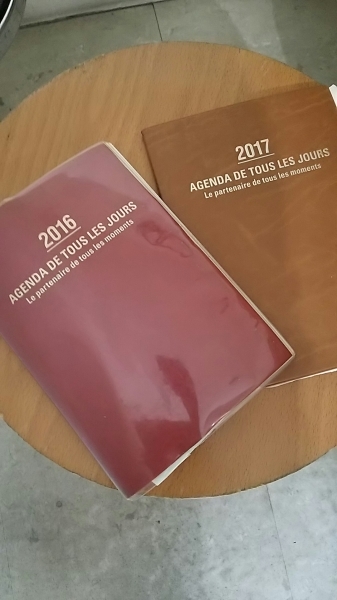 2016
AGENDA DE TOUS LES JOURS
Le partenaire de tous les moments
2017
AGENDA DE TOUS LES JOURS
Le partenaire de tous les moments